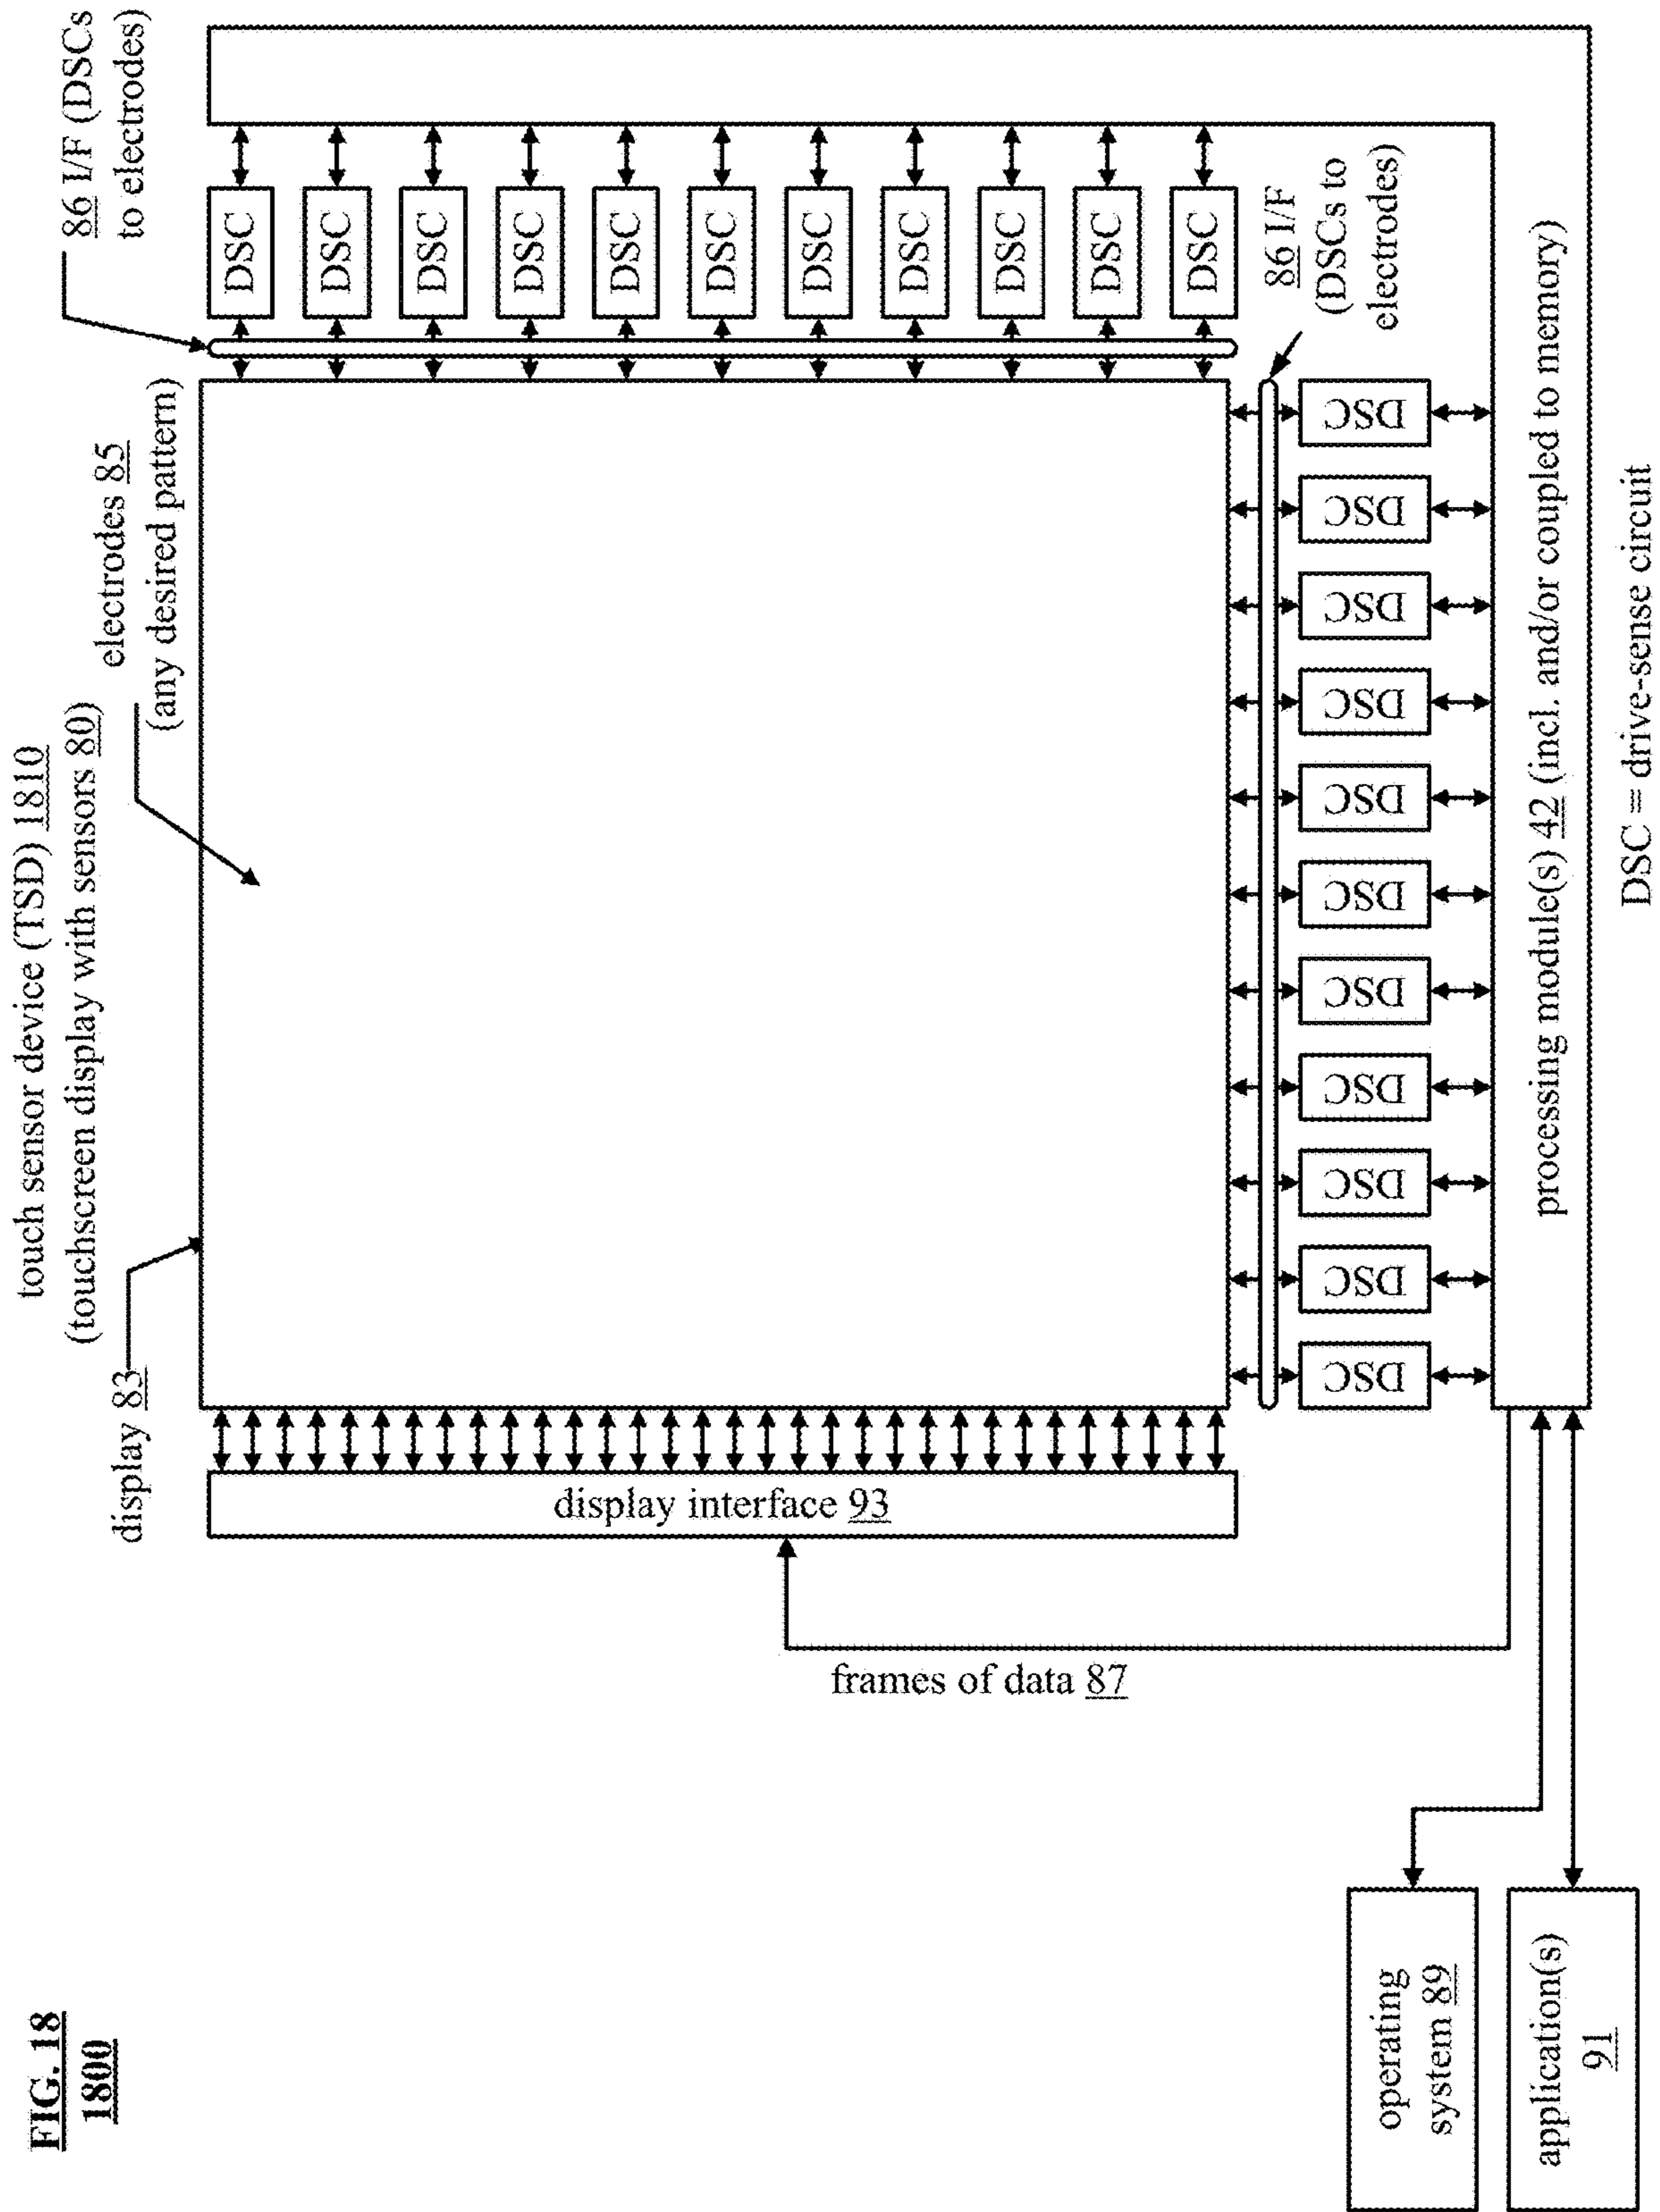 FIG. 18
1800
touch sensor device (TSD) 1810
(touchscreen display with sensors 80)
display 83
electrodes 85
(any desired pattern)
86 I/F (DSCs
to electrodes)
DSC
DSC
DSC
DSC
DSC
DSC
DSC
DSC
DSC
DSC
DSC
display interface 93
frames of data 87
86 I/F
(DSCs to
electrodes)
DSC
DSC
DSC
DSC
DSC
DSC
DSC
DSC
DSC
DSC
DSC
operating
system 89
application(s)
91
processing module(s) 42 (incl. and/or coupled to memory)
DSC ≡ drive-sense circuit